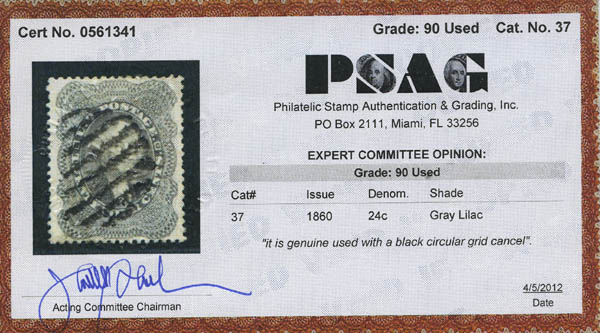 Cert No. 0561341
Grade: 90 Used
Cat. No. 37
PSAG
Philatelic Stamp Authentication & Grading, Inc.
PO Box 2111, Miami, FL 33256
EXPERT COMMITTEE OPINION:
Grade: 90 Used
Cat# Issue Denom. Shade
37 1860 24c Gray Lilac
"it is genuine used with a black circular grid cancel".
Acting Committee Chairman
4/5/2012
Date